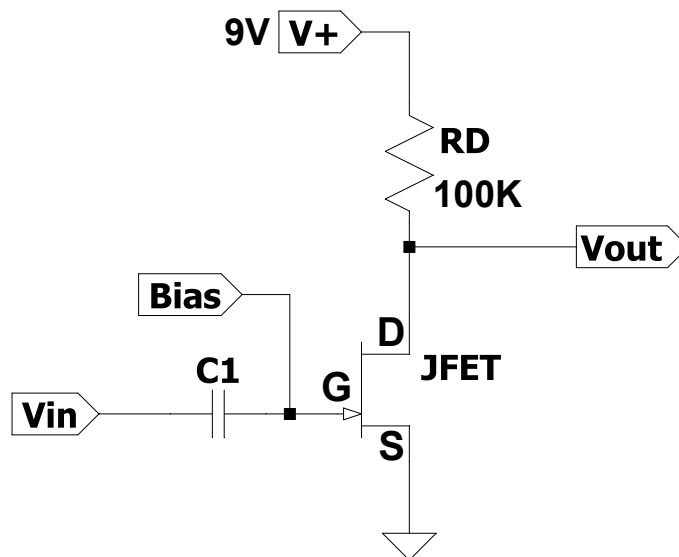 9V V+
RD
100K
Vout
Bias
D
JFET
C1
G
Vin
S